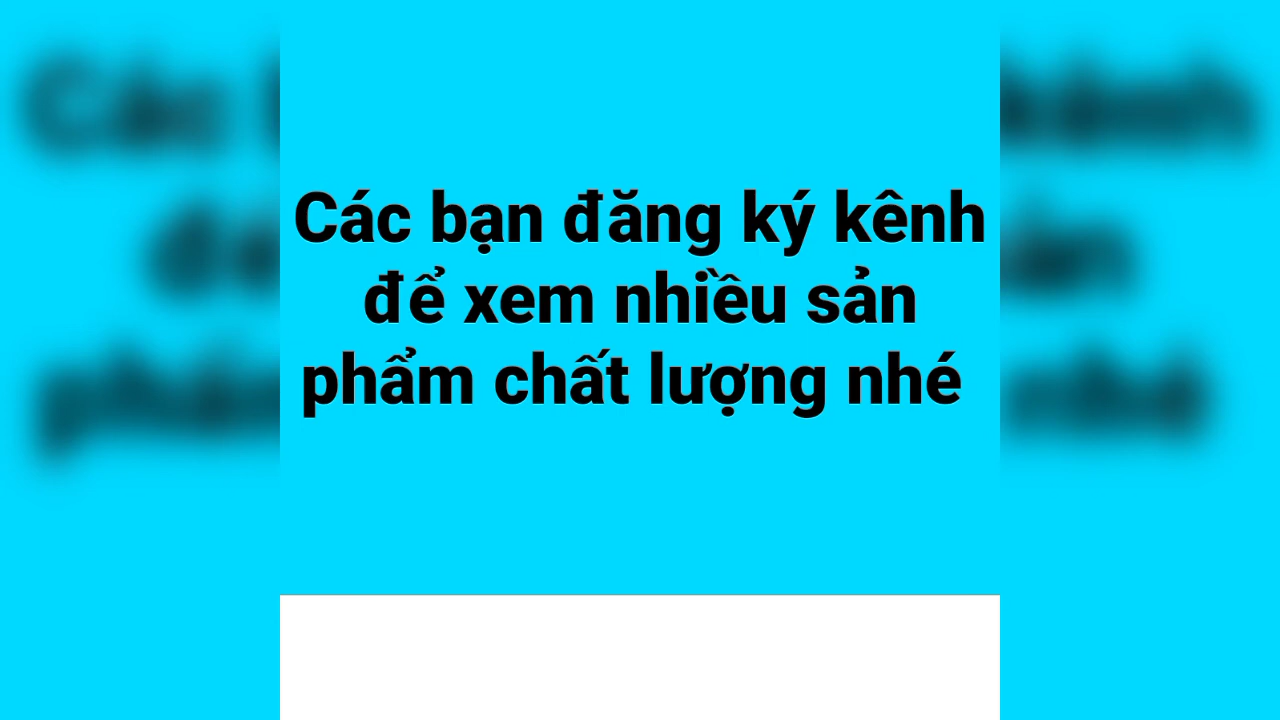 Các bạn đăng ký kênh
để xem nhiều sản
phẩm chất lượng nhé